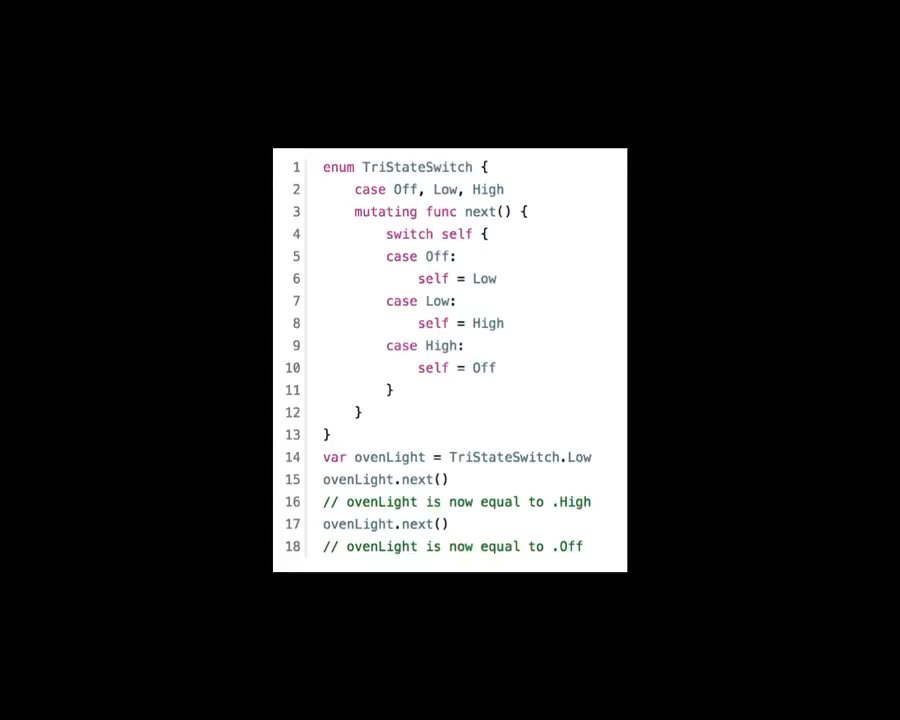 1 enum TriStateSwitch {
2     case Off, Low, High
3     mutating func next() {
4         switch self {
5         case Off:
6             self = Low
7         case Low:
8             self = High
9         case High:
10             self = Off
11         }
12     }
13 }
14 var ovenLight = TriStateSwitch.Low
15 ovenLight.next()
16 // ovenLight is now equal to .High
17 ovenLight.next()
18 // ovenLight is now equal to .Off